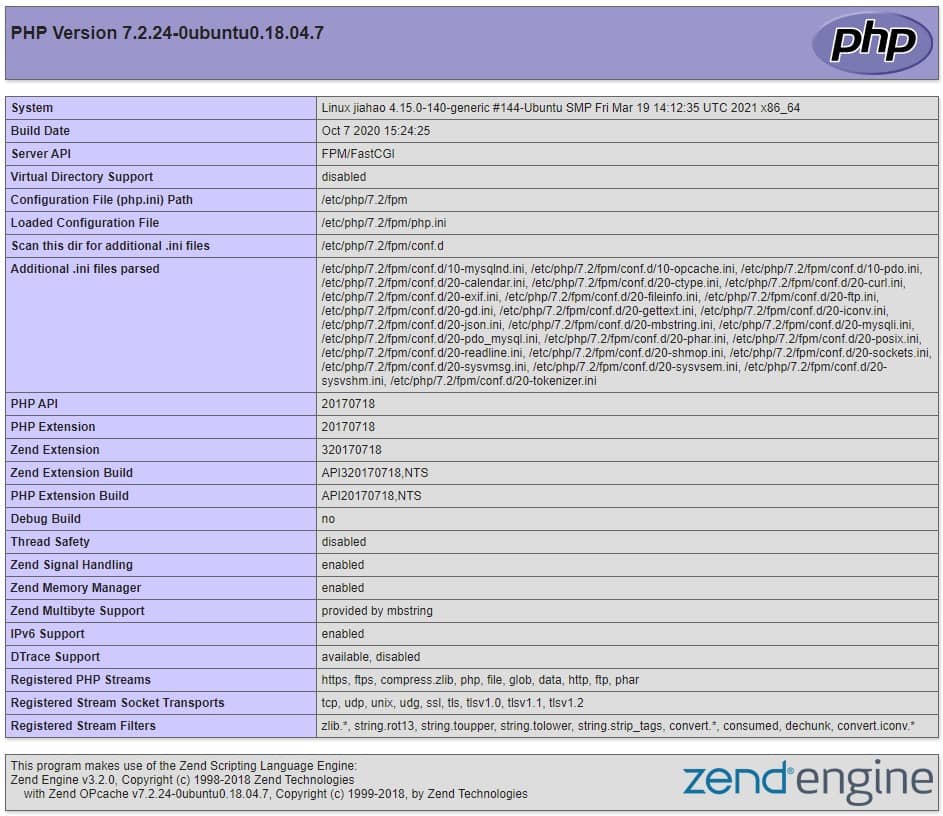 PHP Version 7.2.24-0ubuntu0.18.04.7
php
System Linux jiahao 4.15.0-140-generic #144-Ubuntu SMP Fri Mar 19 14:12:35 UTC 2021 x86_64
Build Date Oct 7 2020 15:24:25
Server API FPM/FastCGI
Virtual Directory Support disabled
Configuration File (php.ini) Path /etc/php/7.2/fpm
Loaded Configuration File /etc/php/7.2/fpm/php.ini
Scan this dir for additional .ini files /etc/php/7.2/fpm/conf.d
Additional .ini files parsed /etc/php/7.2/fpm/conf.d/10-mysqlnd.ini, /etc/php/7.2/fpm/conf.d/10-opcache.ini, /etc/php/7.2/fpm/conf.d/10-pdo.ini,
/etc/php/7.2/fpm/conf.d/20-calendar.ini, /etc/php/7.2/fpm/conf.d/20-ctype.ini, /etc/php/7.2/fpm/conf.d/20-curl.ini,
/etc/php/7.2/fpm/conf.d/20-exif.ini, /etc/php/7.2/fpm/conf.d/20-fileinfo.ini, /etc/php/7.2/fpm/conf.d/20-ftp.ini,
/etc/php/7.2/fpm/conf.d/20-gd.ini, /etc/php/7.2/fpm/conf.d/20-gettext.ini, /etc/php/7.2/fpm/conf.d/20-iconv.ini,
/etc/php/7.2/fpm/conf.d/20-json.ini, /etc/php/7.2/fpm/conf.d/20-mbstring.ini, /etc/php/7.2/fpm/conf.d/20-mysqli.ini,
/etc/php/7.2/fpm/conf.d/20-pdo_mysql.ini, /etc/php/7.2/fpm/conf.d/20-phar.ini, /etc/php/7.2/fpm/conf.d/20-posix.ini,
/etc/php/7.2/fpm/conf.d/20-readline.ini, /etc/php/7.2/fpm/conf.d/20-shmop.ini, /etc/php/7.2/fpm/conf.d/20-sockets.ini,
/etc/php/7.2/fpm/conf.d/20-sysvmsg.ini, /etc/php/7.2/fpm/conf.d/20-sysvsem.ini, /etc/php/7.2/fpm/conf.d/20-
sysvshm.ini, /etc/php/7.2/fpm/conf.d/20-tokenizer.ini
PHP API 20170718
PHP Extension 20170718
Zend Extension 320170718
Zend Extension Build API320170718,NTS
PHP Extension Build API20170718,NTS
Debug Build no
Thread Safety disabled
Zend Signal Handling enabled
Zend Memory Manager enabled
Zend Multibyte Support provided by mbstring
IPv6 Support enabled
DTrace Support available, disabled
Registered PHP Streams https, ftps, compress.zlib, php, file, glob, data, http, ftp, phar
Registered Stream Socket Transports tcp, udp, unix, udg, ssl, tls, tlsv1.0, tlsv1.1, tlsv1.2
Registered Stream Filters zlib.*, string.rot13, string.toupper, string.tolower, string.strip_tags, convert.*, consumed, dechunk, convert.iconv.*
This program makes use of the Zend Scripting Language Engine:
Zend Engine v3.2.0, Copyright (c) 1998-2018 Zend Technologies
with Zend OPcache v7.2.24-0ubuntu0.18.04.7, Copyright (c) 1999-2018, by Zend Technologies
zend® engine